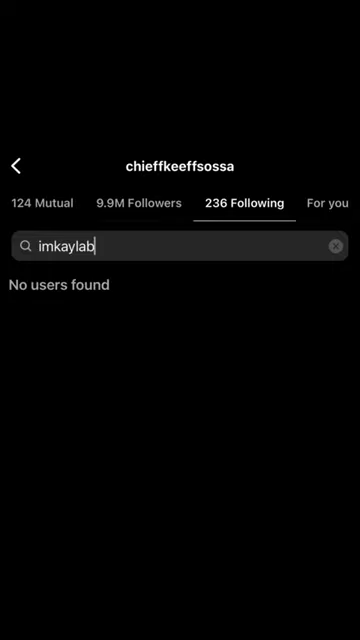 chieffkeeffsossa
124 Mutual 9.9M Followers 236 Following For you
imkaylab
No users found